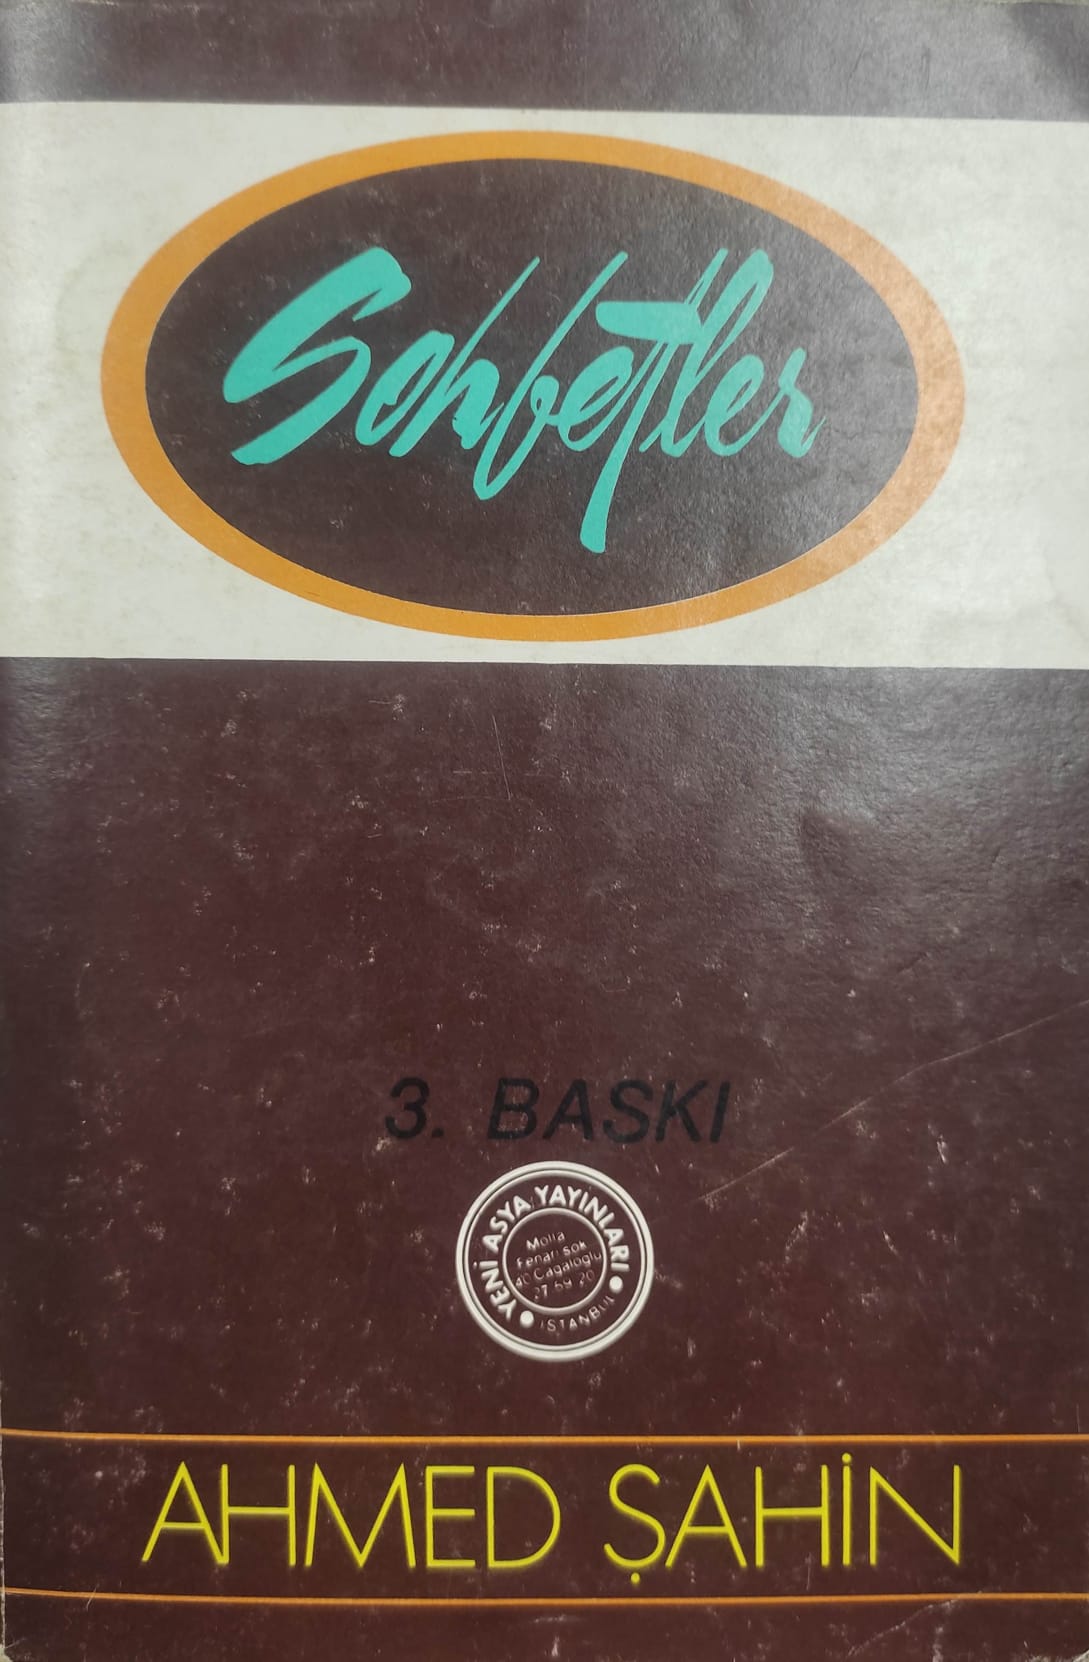 Sohbetler
3. BASKI
YENİ ASYA YAYINLARI
Molla
Fenari sok
40 Cağaloğlu
27 59 20
İSTANBUL
AHMED ŞAHİN